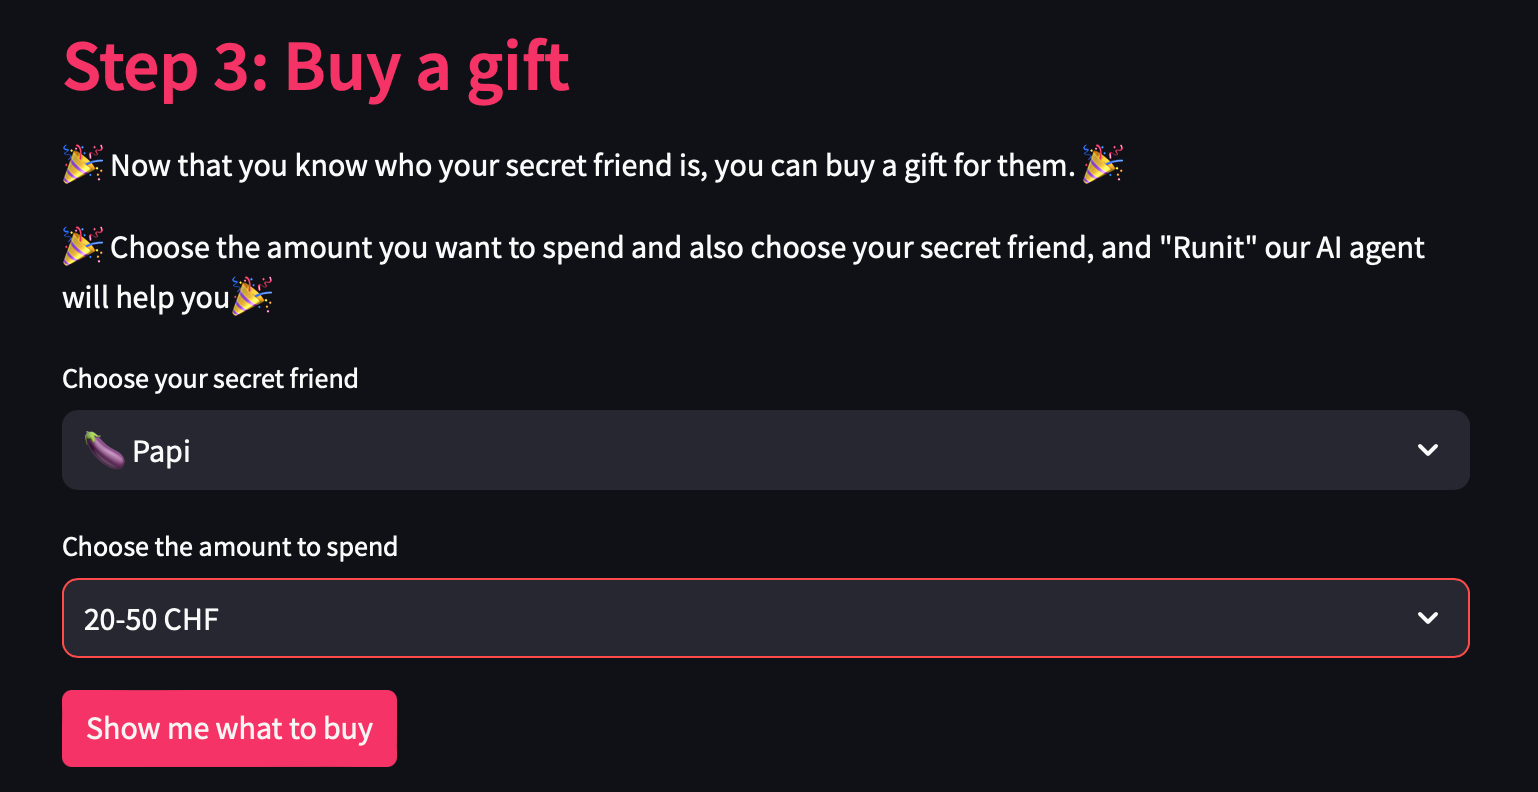 Step 3: Buy a gift
🎉 Now that you know who your secret friend is, you can buy a gift for them. 🎉
🎉 Choose the amount you want to spend and also choose your secret friend, and "Runit" our AI agent
will help you🎉
Choose your secret friend
🍆 Papi
Choose the amount to spend
20-50 CHF
Show me what to buy